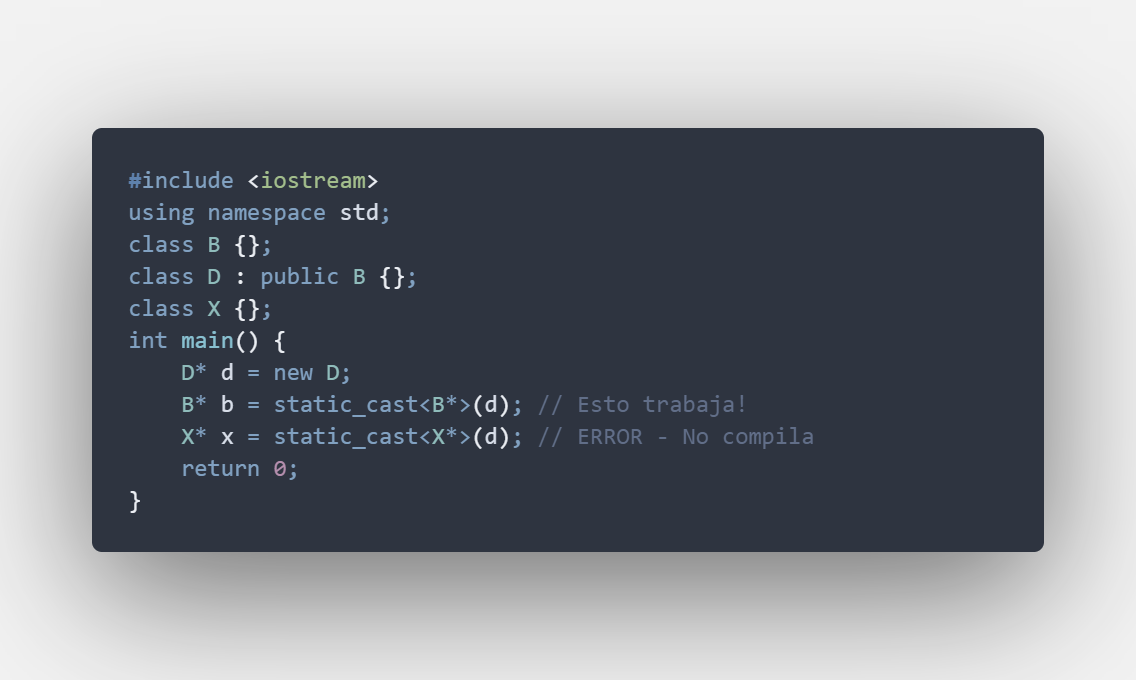 #include <iostream>
using namespace std;
class B {};
class D : public B {};
class X {};
int main() {
    D* d = new D;
    B* b = static_cast<B*>(d); // Esto trabaja!
    X* x = static_cast<X*>(d); // ERROR - No compila
    return 0;
}